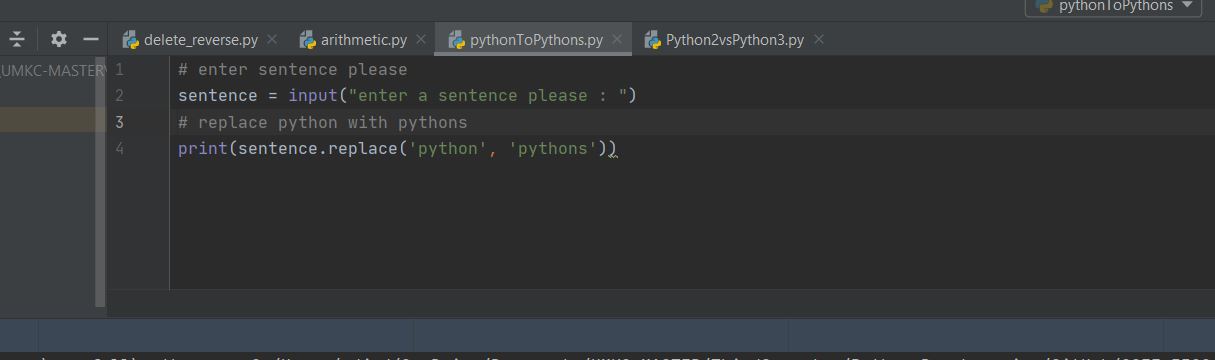 pythonToPythons
delete_reverse.py
arithmetic.py
pythonToPythons.py
Python2vsPython3.py
UMKC-MASTER
1 # enter sentence please
2 sentence = input("enter a sentence please : ")
3 # replace python with pythons
4 print(sentence.replace('python', 'pythons'))